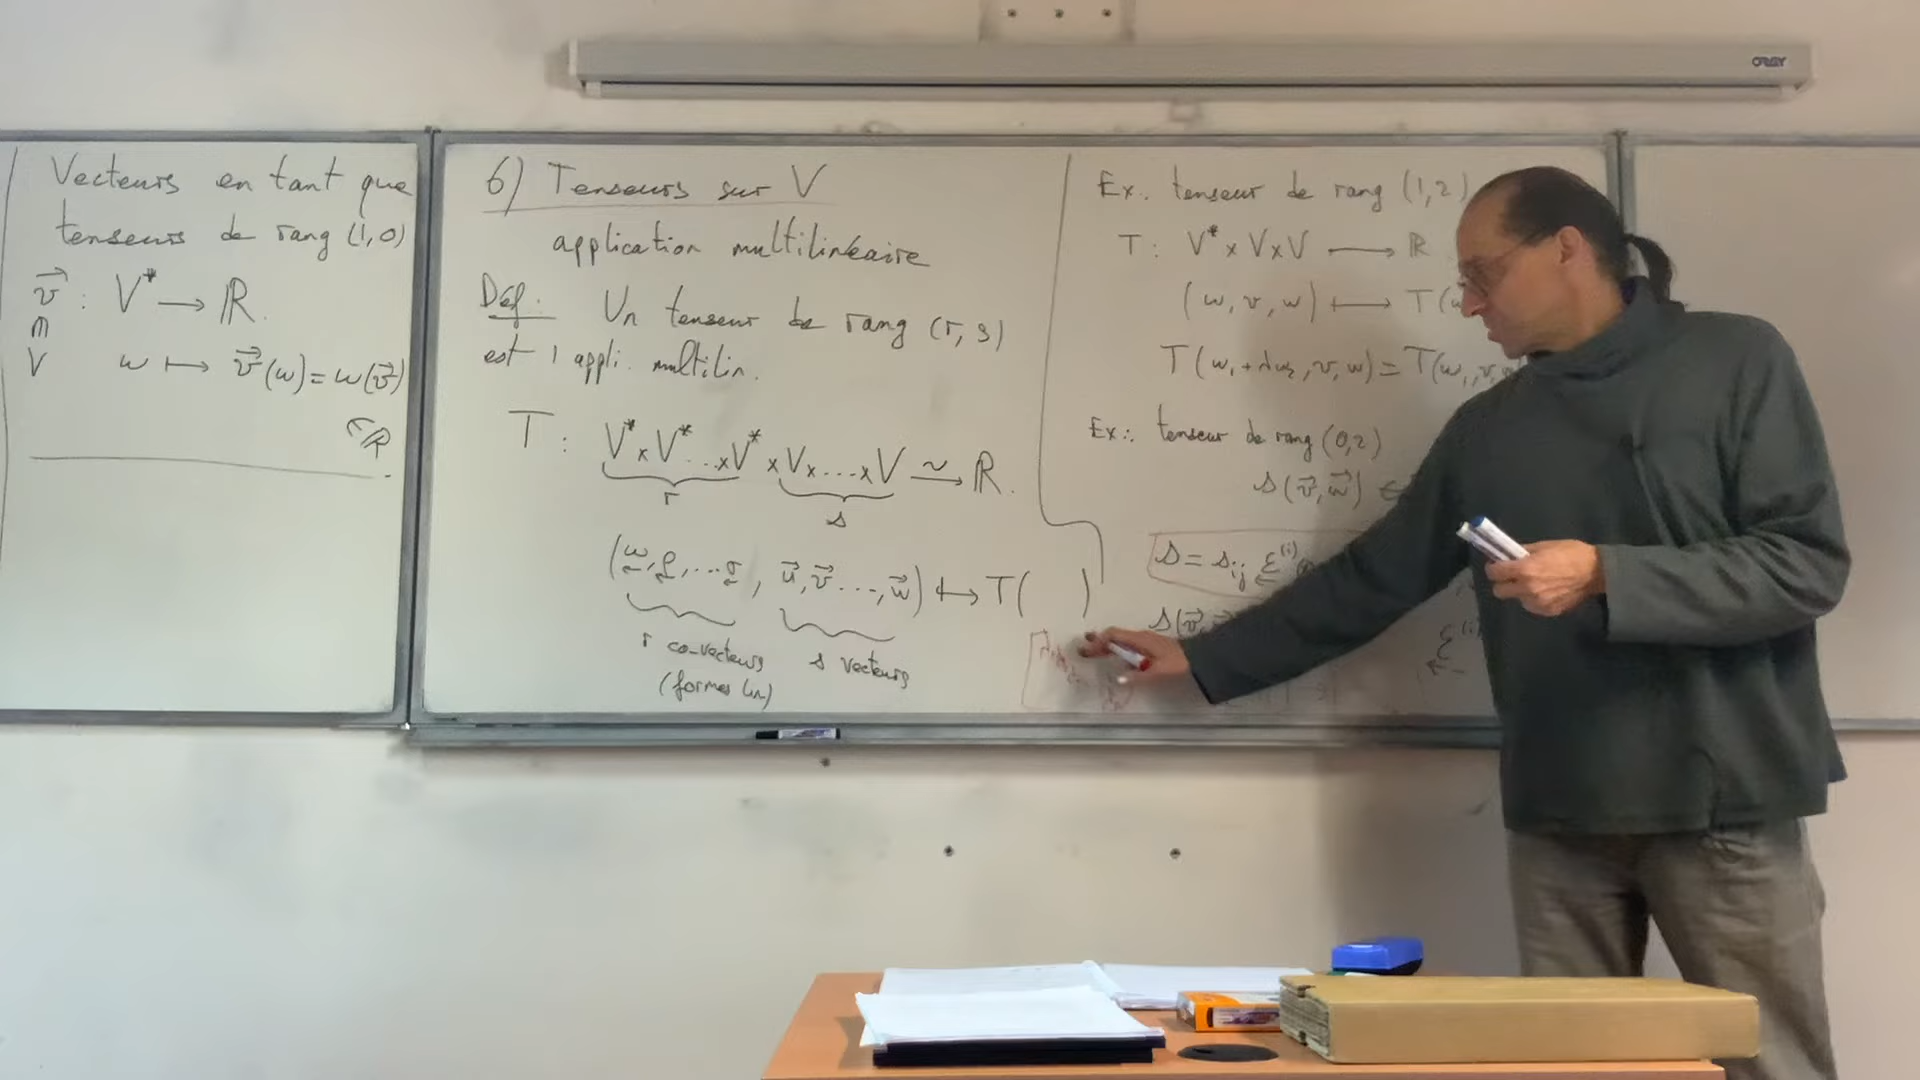 ORAY
Vecteurs en tant que
tenseurs de rang (1,0)
v⃗ : V* ⟶ ℝ.
∩
V ω ⟼ v⃗(ω) = ω(v⃗)
∈ℝ
6) Tenseurs sur V
application multilinéaire
Déf. Un tenseur de rang (r, s)
est 1 appli. multilin.
T : V* x V* ... x V* x V x ... x V ⟶ ℝ.
r s
(ω, ρ, ... σ, u⃗, v⃗ ..., w⃗) ⟼ T( )
r co-vecteurs s vecteurs
(formes lin)
Ex. tenseur de rang (1,2)
T : V* x V x V ⟶ ℝ
(ω, v, w) ⟼ T(ω
T(ω₁ + λω₂, v, w) = T(ω₁, v, w
Ex. : tenseur de rang (0,2)
s(v⃗, w⃗) ∈
s = s_ij ε^(i)
s(v⃗,
ε^(i)